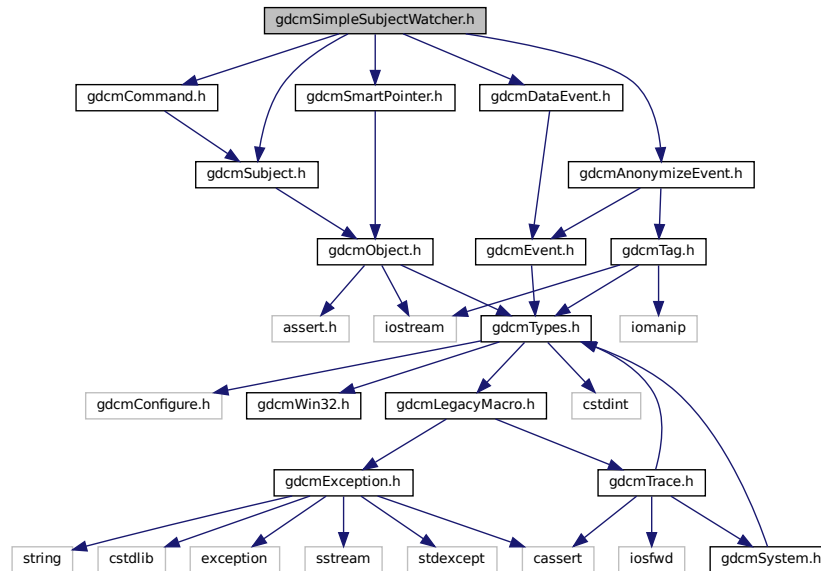 gdcmSimpleSubjectWatcher.h
gdcmCommand.h
gdcmSmartPointer.h
gdcmDataEvent.h
gdcmSubject.h
gdcmAnonymizeEvent.h
gdcmObject.h
gdcmEvent.h
gdcmTag.h
assert.h
iostream
gdcmTypes.h
iomanip
gdcmConfigure.h
gdcmWin32.h
gdcmLegacyMacro.h
cstdint
gdcmException.h
gdcmTrace.h
string
cstdlib
exception
sstream
stdexcept
cassert
iosfwd
gdcmSystem.h